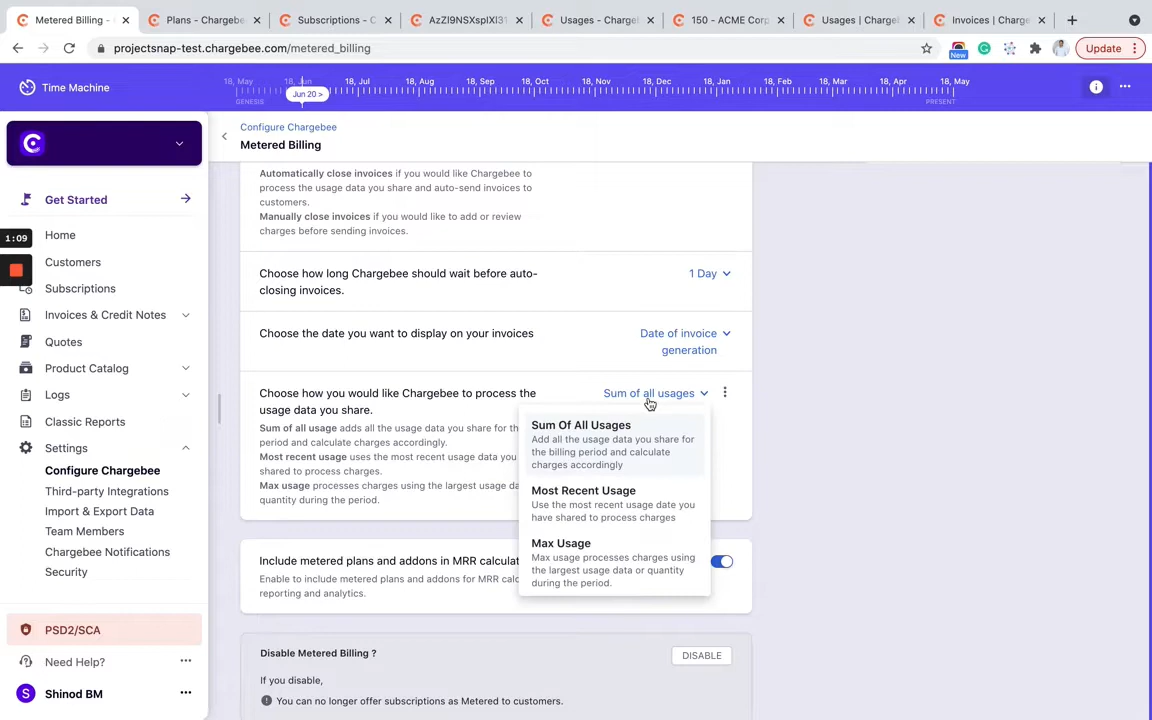 Metered Billing -
Plans - Chargebe
Subscriptions - C
AzZI9NSXspIXI31
Usages - Chargel
150 - ACME Corp
Usages | Chargel
Invoices | Charge
projectsnap-test.chargebee.com/metered_billing
New
Update
Time Machine
18, May
18, Jun
18, Jul
18, Aug
18, Sep
18, Oct
18, Nov
18, Dec
18, Jan
18, Feb
18, Mar
18, Apr
18, May
Jun 20 >
GENESIS
PRESENT
Configure Chargebee
Metered Billing
Get Started
1:09
Home
Customers
Subscriptions
Invoices & Credit Notes
Quotes
Product Catalog
Logs
Classic Reports
Settings
Configure Chargebee
Third-party Integrations
Import & Export Data
Team Members
Chargebee Notifications
Security
PSD2/SCA
Need Help?
S
Shinod BM
Automatically close invoices if you would like Chargebee to
process the usage data you share and auto-send invoices to
customers.
Manually close invoices if you would like to add or review
charges before sending invoices.
Choose how long Chargebee should wait before auto-
closing invoices.
1 Day
Choose the date you want to display on your invoices
Date of invoice
generation
Choose how you would like Chargebee to process the
usage data you share.
Sum of all usages
Sum of all usage adds all the usage data you share for th
period and calculate charges accordingly.
Most recent usage uses the most recent usage data you
shared to process charges.
Max usage processes charges using the largest usage da
quantity during the period.
Sum Of All Usages
Add all the usage data you share for
the billing period and calculate
charges accordingly
Most Recent Usage
Use the most recent usage date you
have shared to process charges
Max Usage
Max usage processes charges using
the largest usage data or quantity
during the period.
Include metered plans and addons in MRR calculat
Enable to include metered plans and addons for MRR calc
reporting and analytics.
Disable Metered Billing ?
DISABLE
If you disable,
You can no longer offer subscriptions as Metered to customers.